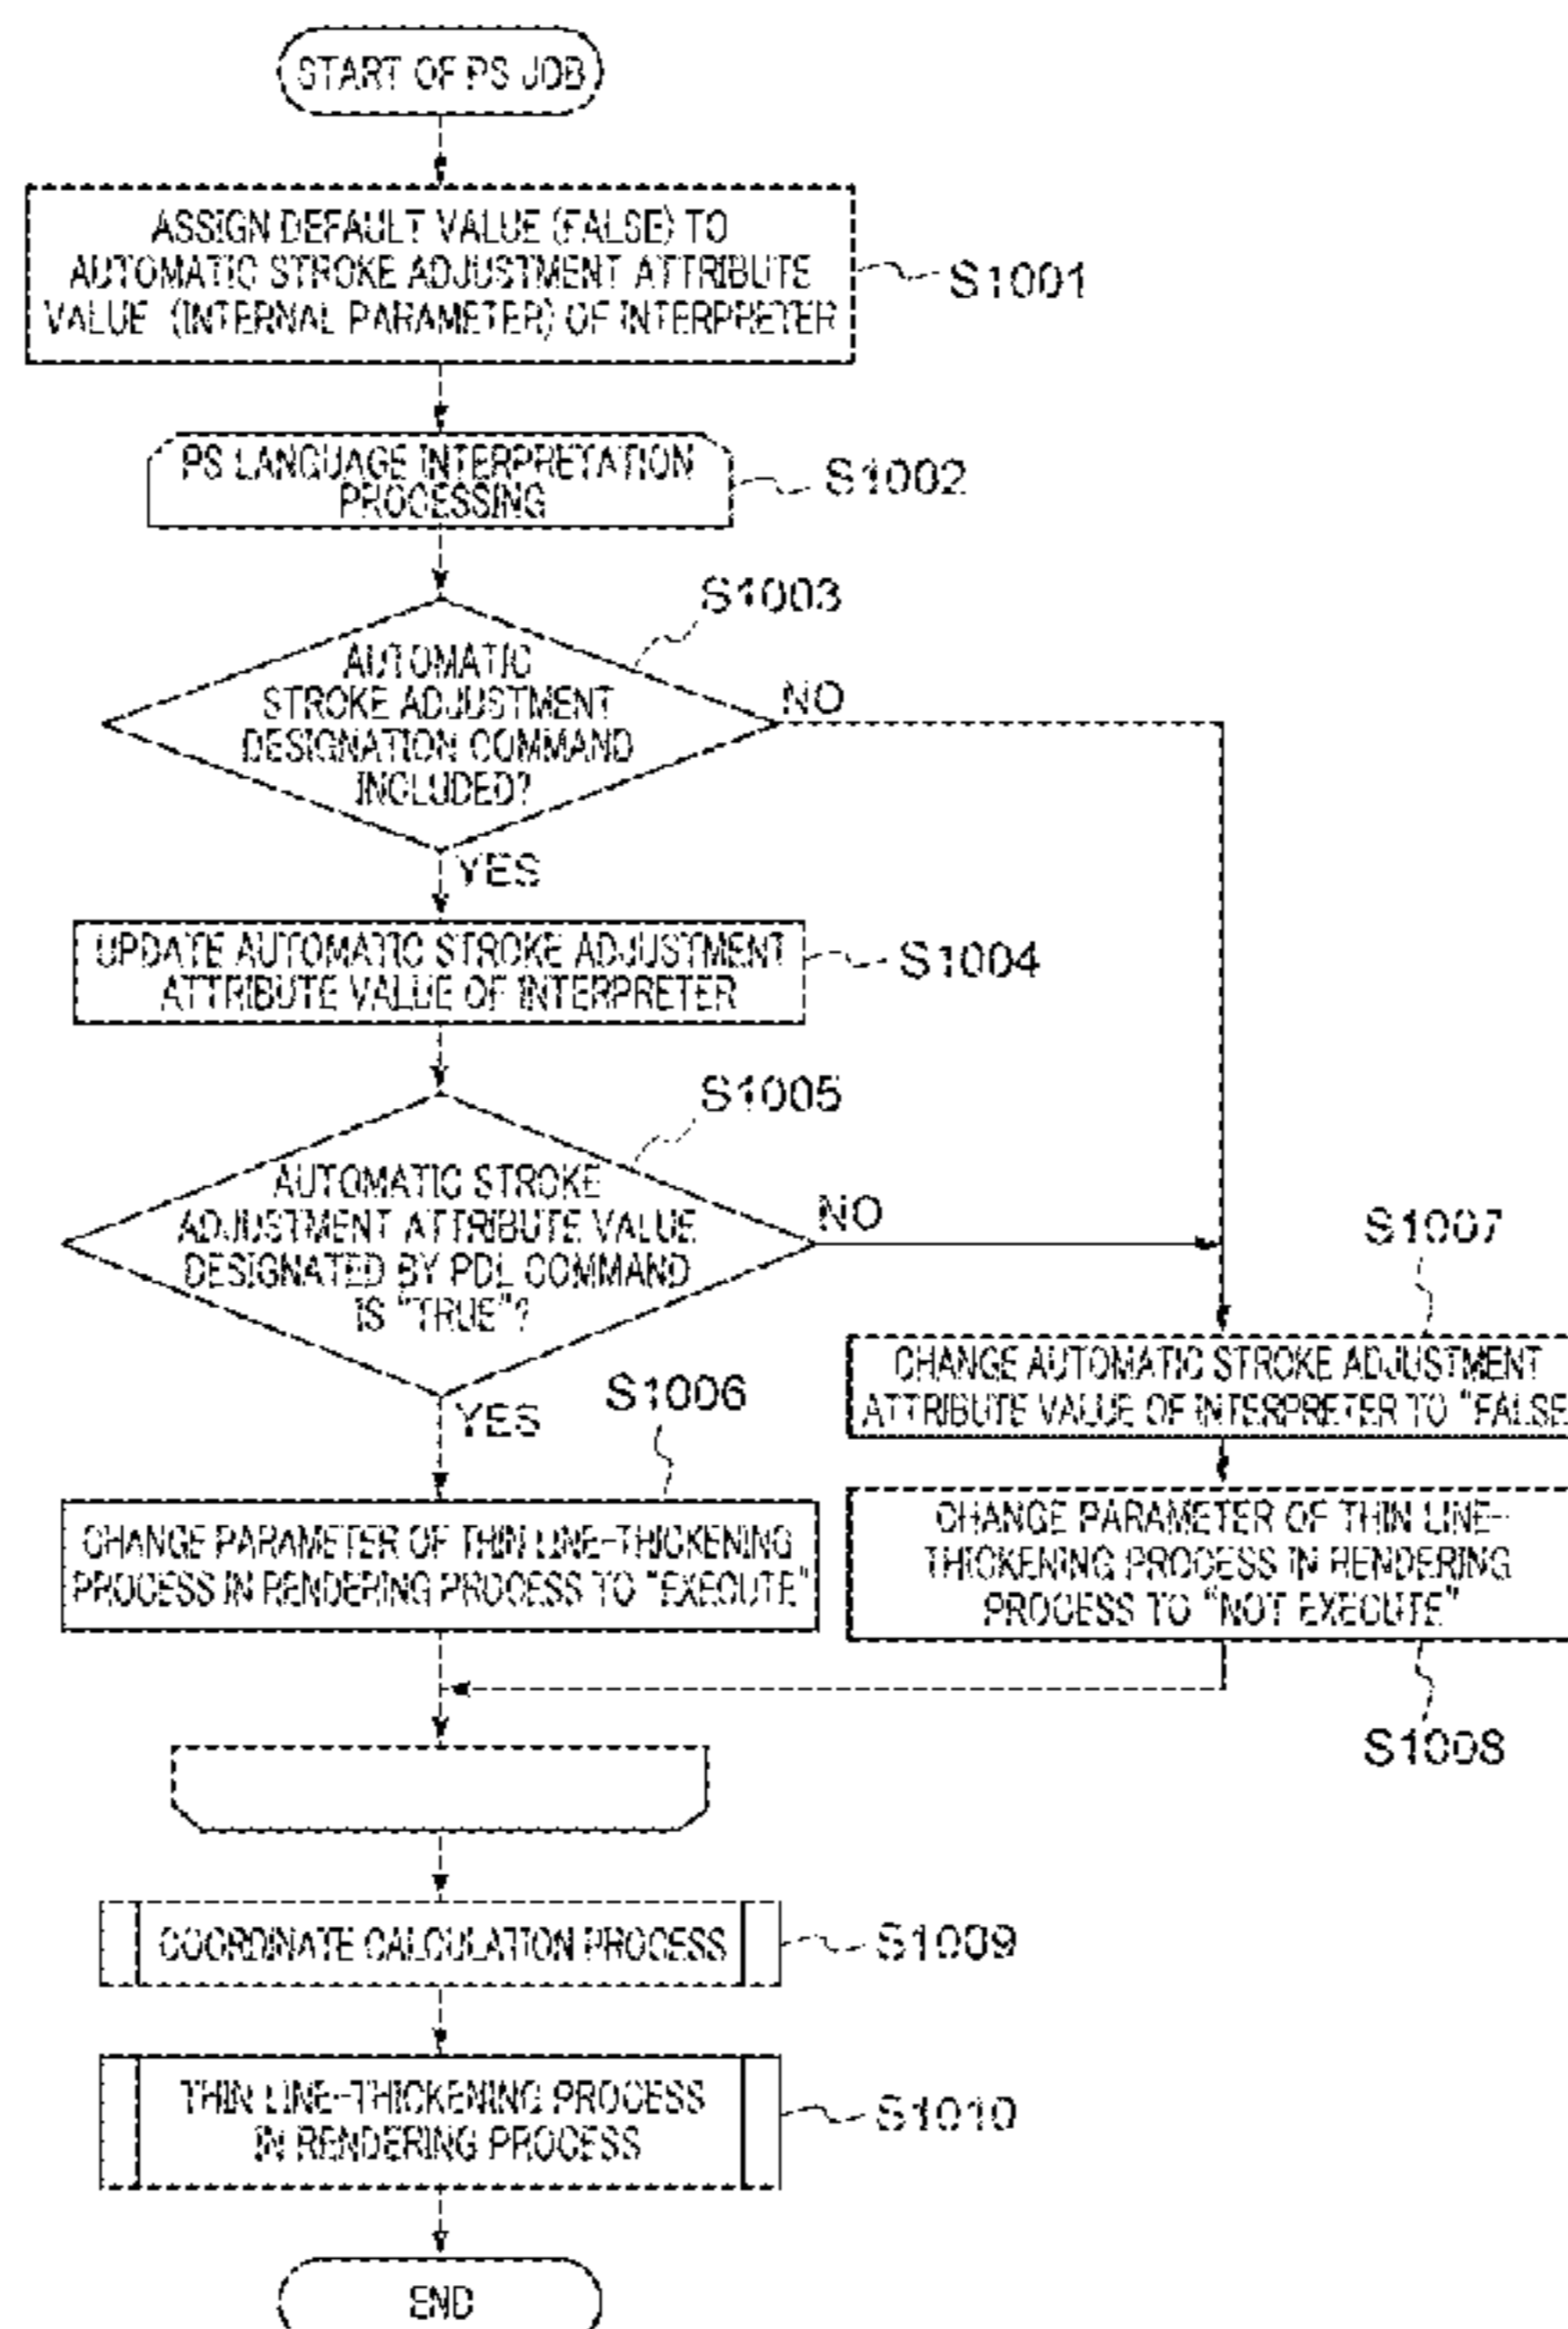 START OF PS JOB
ASSIGN DEFAULT VALUE (FALSE) TO
AUTOMATIC STROKE ADJUSTMENT ATTRIBUTE
VALUE (INTERNAL PARAMETER) OF INTERPRETER
S1001
PS LANGUAGE INTERPRETATION
PROCESSING
S1002
S1003
AUTOMATIC
STROKE ADJUSTMENT
DESIGNATION COMMAND
INCLUDED?
NO
YES
UPDATE AUTOMATIC STROKE ADJUSTMENT
ATTRIBUTE VALUE OF INTERPRETER
S1004
S1005
AUTOMATIC STROKE
ADJUSTMENT ATTRIBUTE VALUE
DESIGNATED BY PDL COMMAND
IS "TRUE"?
NO
YES
S1006
CHANGE PARAMETER OF THIN LINE-THICKENING
PROCESS IN RENDERING PROCESS TO "EXECUTE"
S1007
CHANGE AUTOMATIC STROKE ADJUSTMENT
ATTRIBUTE VALUE OF INTERPRETER TO "FALSE
CHANGE PARAMETER OF THIN LINE-
THICKENING PROCESS IN RENDERING
PROCESS TO "NOT EXECUTE"
S1008
COORDINATE CALCULATION PROCESS
S1009
THIN LINE-THICKENING PROCESS
IN RENDERING PROCESS
S1010
END